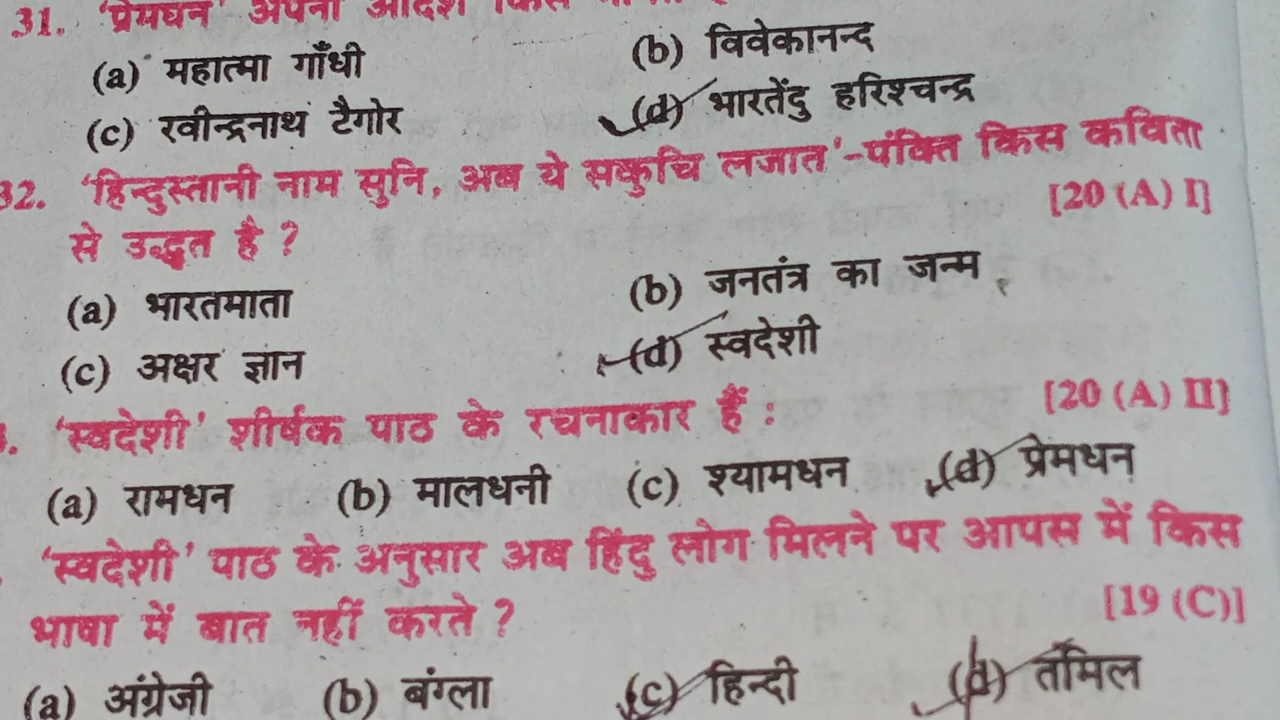 31. 'प्रेमघन' अपना आदर्श किसे
(a) महात्मा गाँधी (b) विवेकानन्द
(c) रवीन्द्रनाथ टैगोर (d) भारतेंदु हरिश्चन्द्र
32. 'हिन्दुस्तानी नाम सुनि, अब ये सकुचि लजात'-पंक्ति किस कविता
से उद्धृत है ? [20 (A) I]
(a) भारतमाता (b) जनतंत्र का जन्म
(c) अक्षर ज्ञान (d) स्वदेशी
'स्वदेशी' शीर्षक पाठ के रचनाकार हैं : [20 (A) II]
(a) रामधन (b) मालधनी (c) श्यामधन (d) प्रेमधन
'स्वदेशी' पाठ के अनुसार अब हिंदु लोग मिलने पर आपस में किस
भाषा में बात नहीं करते ? [19 (C)]
(a) अंग्रेजी (b) बंग्ला (c) हिन्दी (d) तमिल